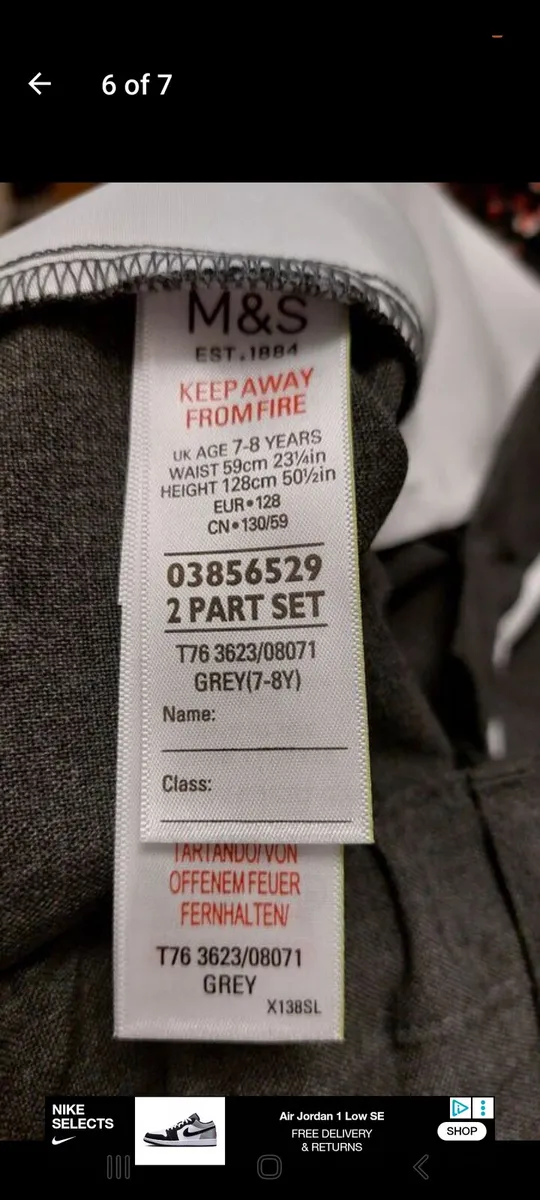 6 of 7
M&S
EST.1884
KEEP AWAY
FROM FIRE
UK AGE 7-8 YEARS
WAIST 59cm 23¼in
HEIGHT 128cm 50½in
EUR•128
CN•130/59
03856529
2 PART SET
T76 3623/08071
GREY(7-8Y)
Name:
Class:
TARTANDO/VON
OFFENEM FEUER
FERNHALTEN/
T76 3623/08071
GREY
X138SL
NIKE
SELECTS
Air Jordan 1 Low SE
FREE DELIVERY
& RETURNS
SHOP